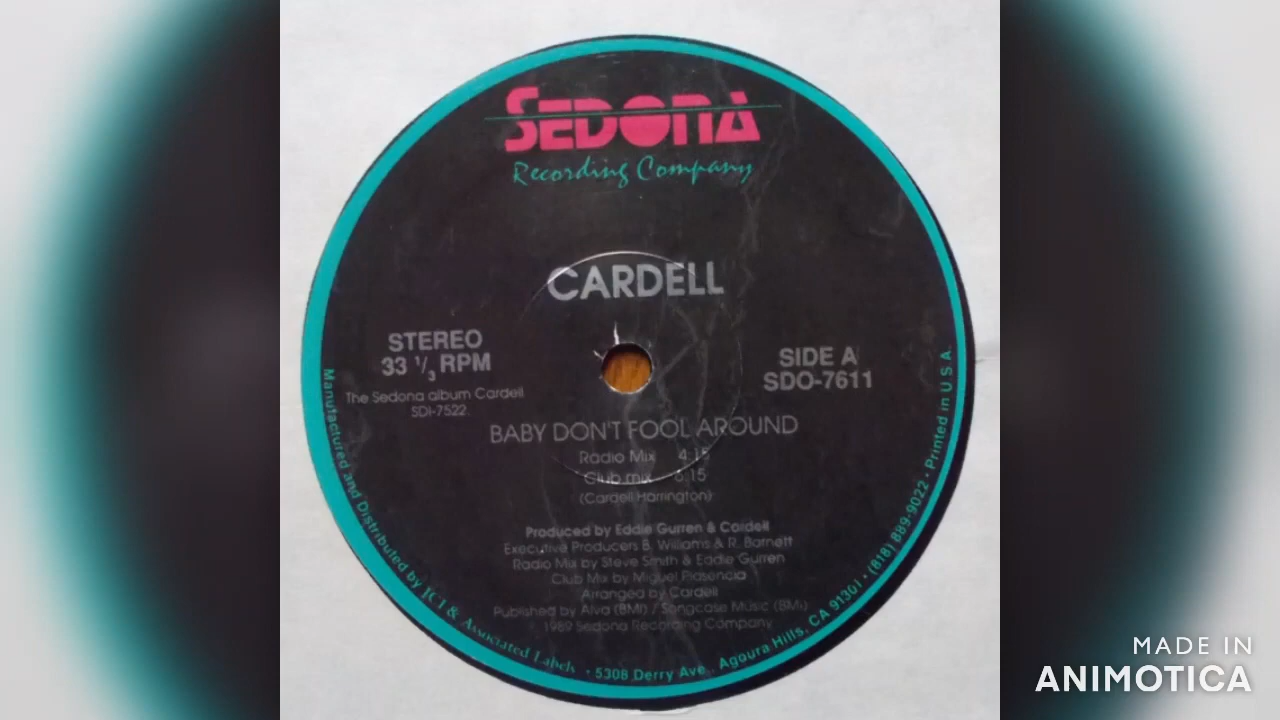 SEDONA
Recording Company
CARDELL
STEREO
33 1/3 RPM
SIDE A
SDO-7611
The Sedona album Cardell
SDI-7522
BABY DON'T FOOL AROUND
Radio Mix 4:15
Club mix 6:15
(Cardell Harrington)
Produced by Eddie Gurren & Cardell
Executive Producers B. Williams & R. Barnett
Radio Mix by Steve Smith & Eddie Gurren
Club Mix by Miguel Plasencia
Arranged by Cardell
Published by Alva (BMI) / Songcase Music (BMI)
1989 Sedona Recording Company
Manufactured and Distributed by JCI & Associated Labels • 5308 Derry Ave., Agoura Hills, CA 91301 • (818) 889-9022 • Printed in U.S.A.
MADE IN
ANIMOTICA